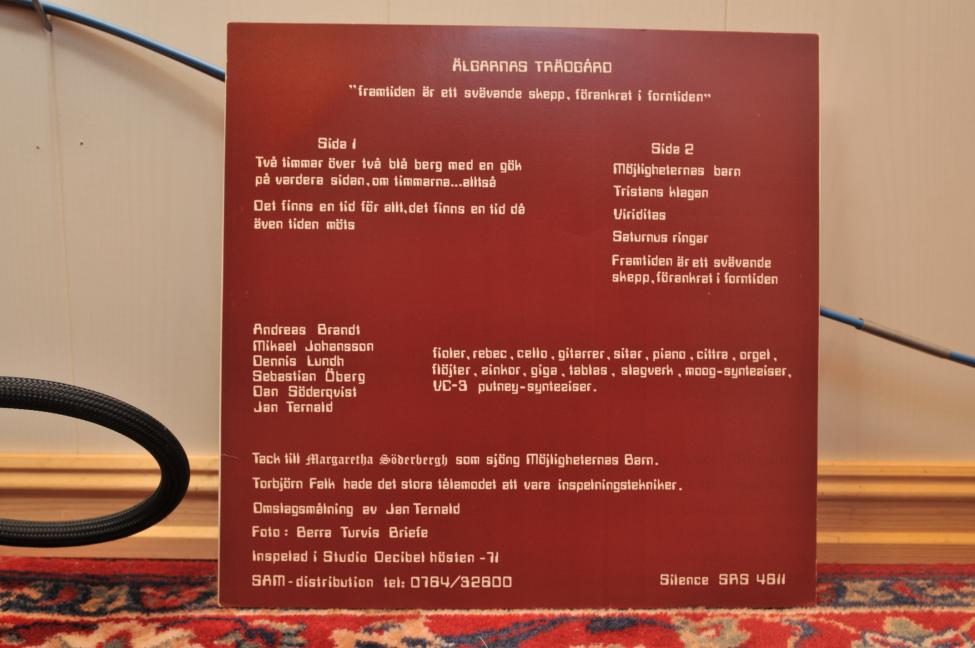 ÄLGARNAS TRÄDGÅRD
"framtiden är ett svävande skepp, förankrat i forntiden"
Sida 1
Två timmar över två blå berg med en gök
på vardera sidan, om timmarna...alltså
Det finns en tid för allt, det finns en tid då
även tiden möts
Sida 2
Möjligheternas barn
Tristans klagan
Viriditas
Saturnus ringar
Framtiden är ett svävande
skepp, förankrat i forntiden
Andreas Brandt
Mikael Johansson
Dennis Lundh
Sebastian Öberg
Dan Söderqvist
Jan Ternald
fioler, rebec, cello, gitarrer, sitar, piano, cittra, orgel,
flöjter, zinkor, giga, tablas, slagverk, moog-synteziser,
VC-3 putney-syntezizer.
Tack till Margaretha Söderbergh som sjöng Möjligheternas Barn.
Torbjörn Falk hade det stora tålamodet att vara inspelningstekniker.
Omslagsmålning av Jan Ternald
Foto: Berra Turvis Briefe
Inspelad i Studio Decibel hösten -71
SAM-distribution tel: 0764/32600
Silence SRS 4611